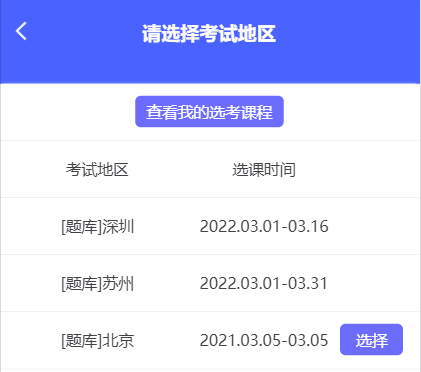 请选择考试地区
查看我的选考课程
考试地区 选课时间
[题库]深圳 2022.03.01-03.16
[题库]苏州 2022.03.01-03.31
[题库]北京 2021.03.05-03.05 选择